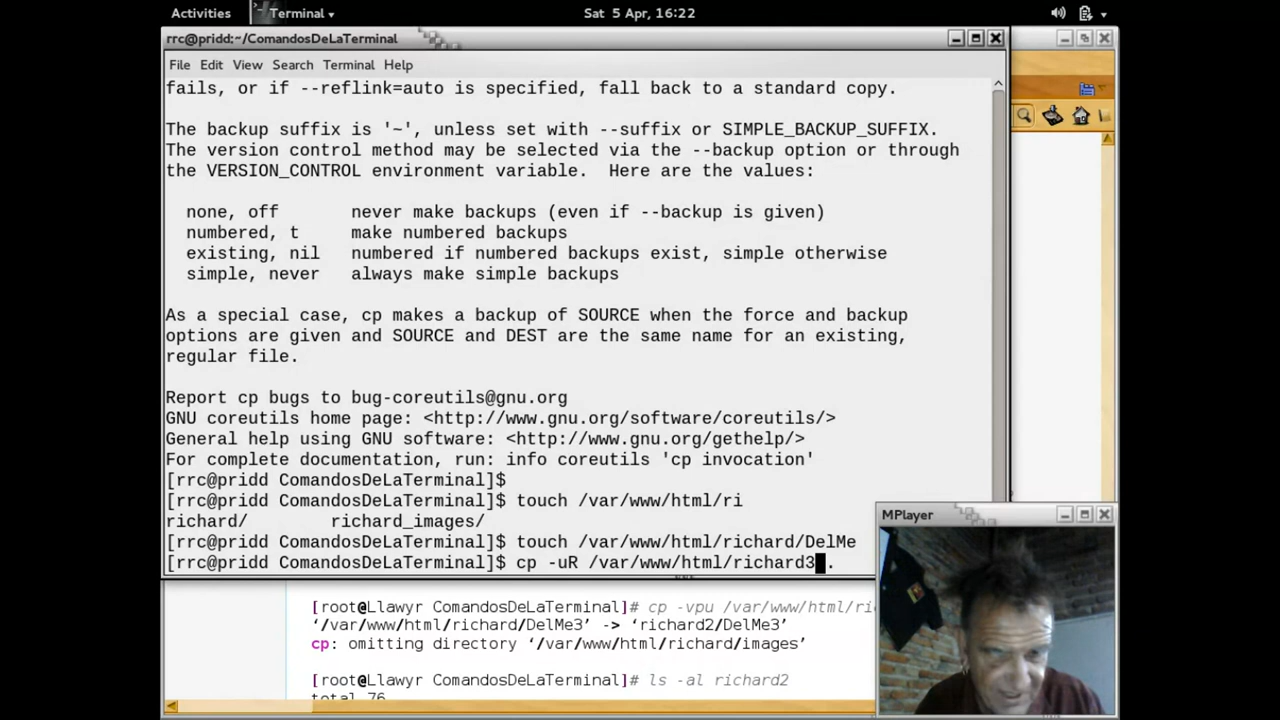 Activities
Terminal
Sat 5 Apr, 16:22
rrc@pridd:~/ComandosDeLaTerminal
File Edit View Search Terminal Help
fails, or if --reflink=auto is specified, fall back to a standard copy.
The backup suffix is '~', unless set with --suffix or SIMPLE_BACKUP_SUFFIX.
The version control method may be selected via the --backup option or through
the VERSION_CONTROL environment variable.  Here are the values:
none, off       never make backups (even if --backup is given)
numbered, t     make numbered backups
existing, nil   numbered if numbered backups exist, simple otherwise
simple, never   always make simple backups
As a special case, cp makes a backup of SOURCE when the force and backup
options are given and SOURCE and DEST are the same name for an existing,
regular file.
Report cp bugs to bug-coreutils@gnu.org
GNU coreutils home page: <http://www.gnu.org/software/coreutils/>
General help using GNU software: <http://www.gnu.org/gethelp/>
For complete documentation, run: info coreutils 'cp invocation'
[rrc@pridd ComandosDeLaTerminal]$
[rrc@pridd ComandosDeLaTerminal]$ touch /var/www/html/ri
richard/        richard_images/
[rrc@pridd ComandosDeLaTerminal]$ touch /var/www/html/richard/DelMe
[rrc@pridd ComandosDeLaTerminal]$ cp -uR /var/www/html/richard3 .
MPlayer
[root@Llawyr ComandosDeLaTerminal]# cp -vpu /var/www/html/ric
‘/var/www/html/richard/DelMe3’ -> ‘richard2/DelMe3’
cp: omitting directory ‘/var/www/html/richard/images’
[root@Llawyr ComandosDeLaTerminal]# ls -al richard2
total 76